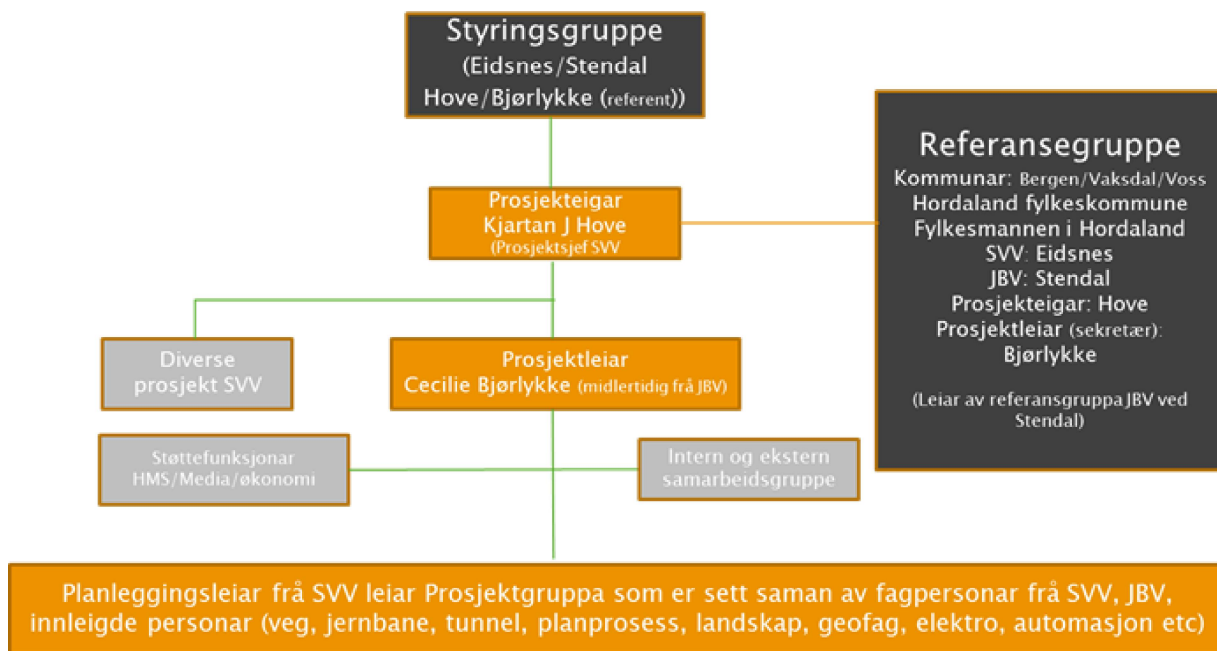 Styringsgruppe
(Eidsnes/Stendal
Hove/Bjørlykke (referent))
Referansegruppe
Kommunar: Bergen/Vaksdal/Voss
Hordaland fylkeskommune
Fylkesmannen i Hordaland
SVV: Eidsnes
JBV: Stendal
Prosjekteigar: Hove
Prosjektleiar (sekretær):
Bjørlykke
(Leiar av referansgruppa JBV ved
Stendal)
Prosjekteigar
Kjartan J Hove
(Prosjektsjef SVV
Diverse
prosjekt SVV
Prosjektleiar
Cecilie Bjørlykke (midlertidig frå JBV)
Støttefunksjonar
HMS/Media/økonomi
Intern og ekstern
samarbeidsgruppe
Planleggingsleiar frå SVV leiar Prosjektgruppa som er sett saman av fagpersonar frå SVV, JBV,
innleigde personar (veg, jernbane, tunnel, planprosess, landskap, geofag, elektro, automasjon etc)